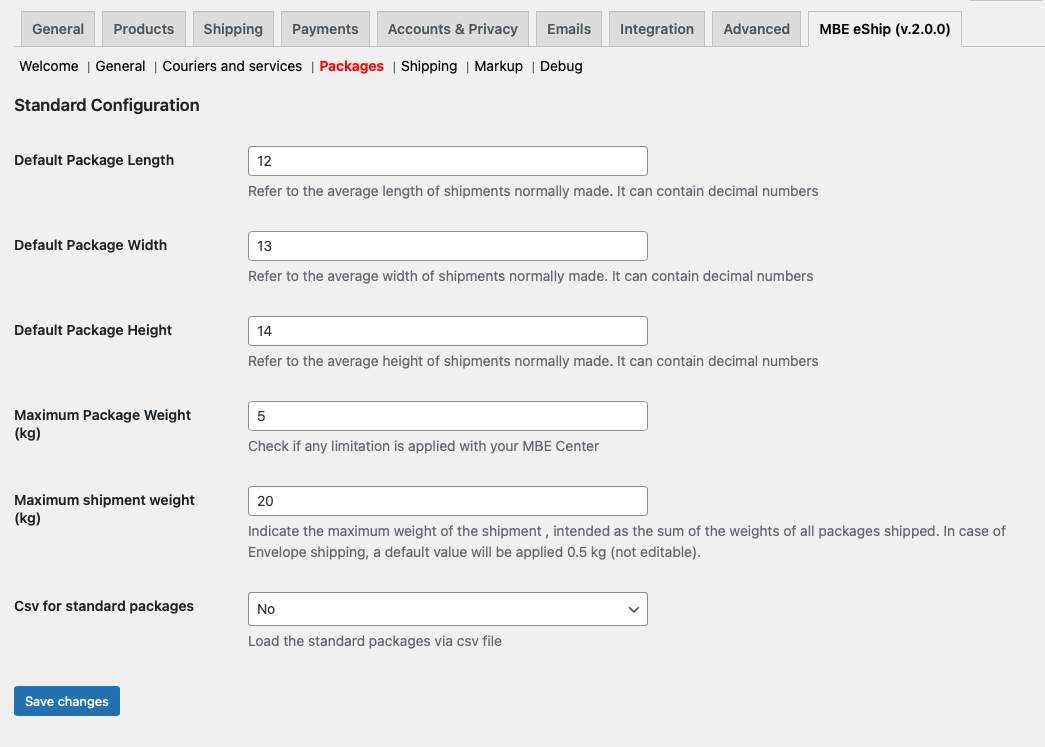 General Products Shipping Payments Accounts & Privacy Emails Integration Advanced MBE eShip (v.2.0.0)
Welcome | General | Couriers and services | Packages | Shipping | Markup | Debug
Standard Configuration
Default Package Length 12
Refer to the average length of shipments normally made. It can contain decimal numbers
Default Package Width 13
Refer to the average width of shipments normally made. It can contain decimal numbers
Default Package Height 14
Refer to the average height of shipments normally made. It can contain decimal numbers
Maximum Package Weight 5
(kg)
Check if any limitation is applied with your MBE Center
Maximum shipment weight 20
(kg)
Indicate the maximum weight of the shipment , intended as the sum of the weights of all packages shipped. In case of
Envelope shipping, a default value will be applied 0.5 kg (not editable).
Csv for standard packages No
Load the standard packages via csv file
Save changes